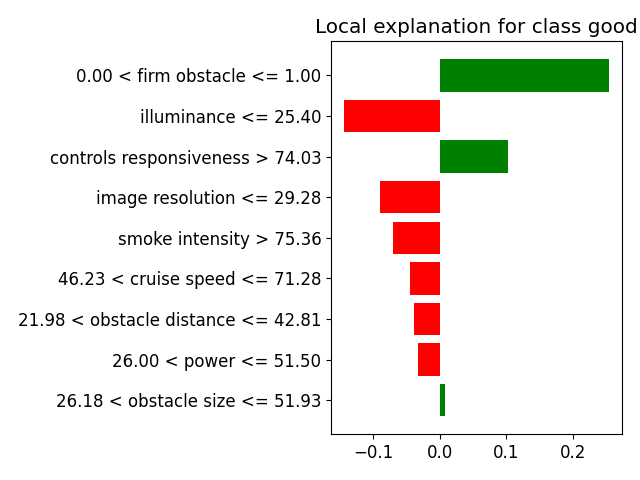 Local explanation for class good
0.00 < firm obstacle <= 1.00
illuminance <= 25.40
controls responsiveness > 74.03
image resolution <= 29.28
smoke intensity > 75.36
46.23 < cruise speed <= 71.28
21.98 < obstacle distance <= 42.81
26.00 < power <= 51.50
26.18 < obstacle size <= 51.93
−0.1 0.0 0.1 0.2